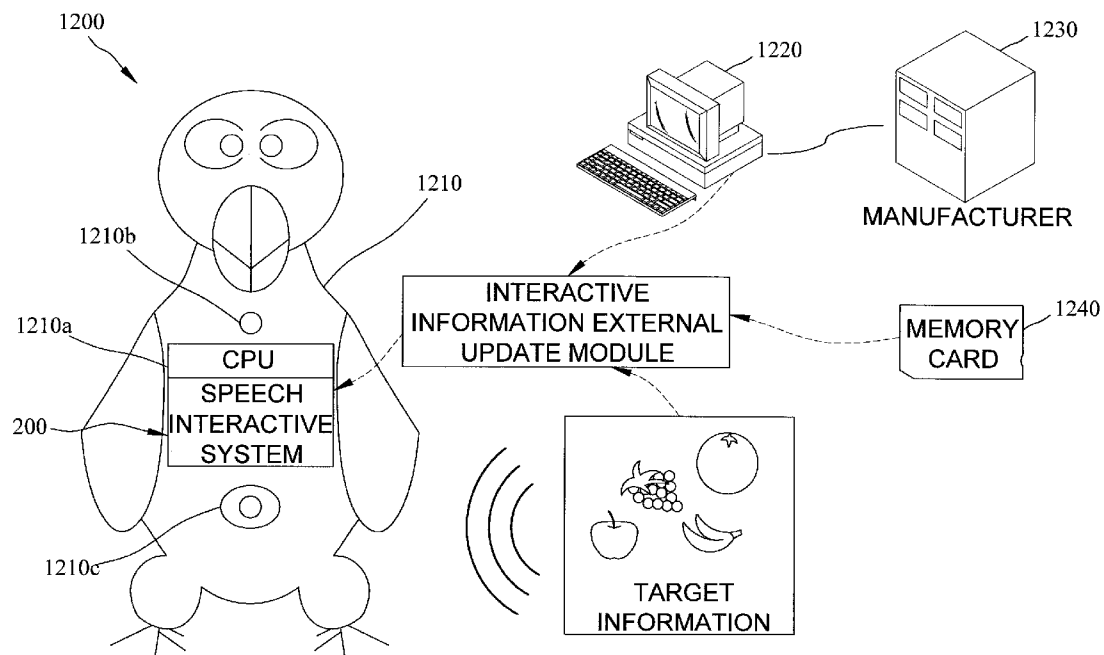 1200
1220
1230
MANUFACTURER
1210
1210b
1210a
INTERACTIVE
INFORMATION EXTERNAL
UPDATE MODULE
1240
MEMORY
CARD
CPU
SPEECH
INTERACTIVE
SYSTEM
200
1210c
TARGET
INFORMATION